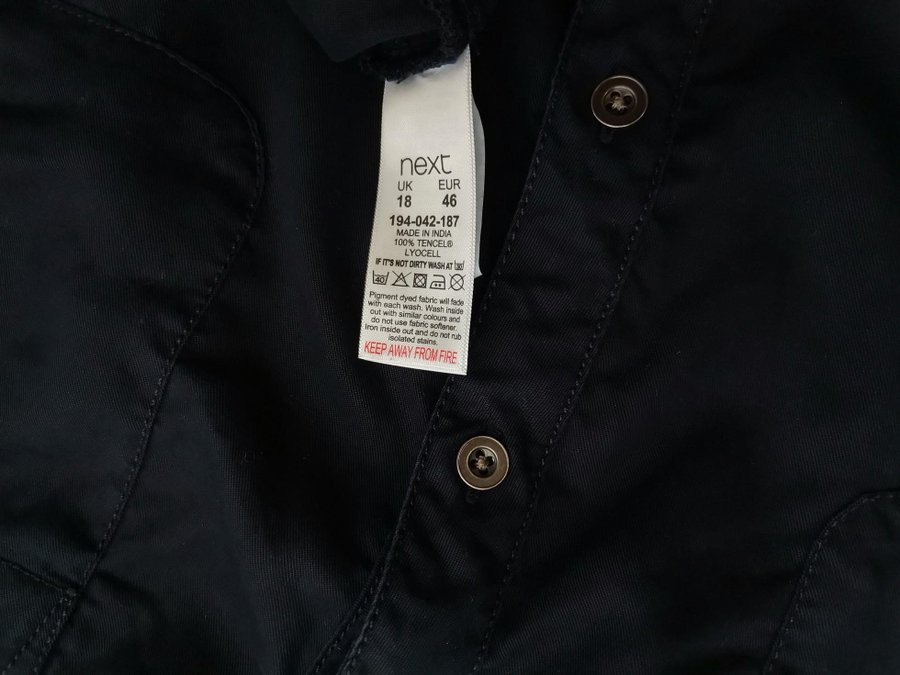 next
UK EUR
18 46
194-042-187
MADE IN INDIA
100% TENCEL®
LYOCELL
IF IT'S NOT DIRTY WASH AT 30
40
Pigment dyed fabric will fade
with each wash. Wash inside
out with similar colours and
do not use fabric softener.
Iron inside out and do not rub
isolated stains.
KEEP AWAY FROM FIRE